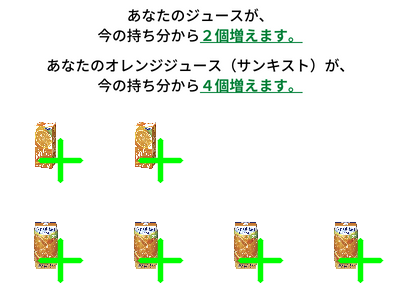 あなたのジュースが、
今の持ち分から２個増えます。
あなたのオレンジジュース（サンキスト）が、
今の持ち分から４個増えます。